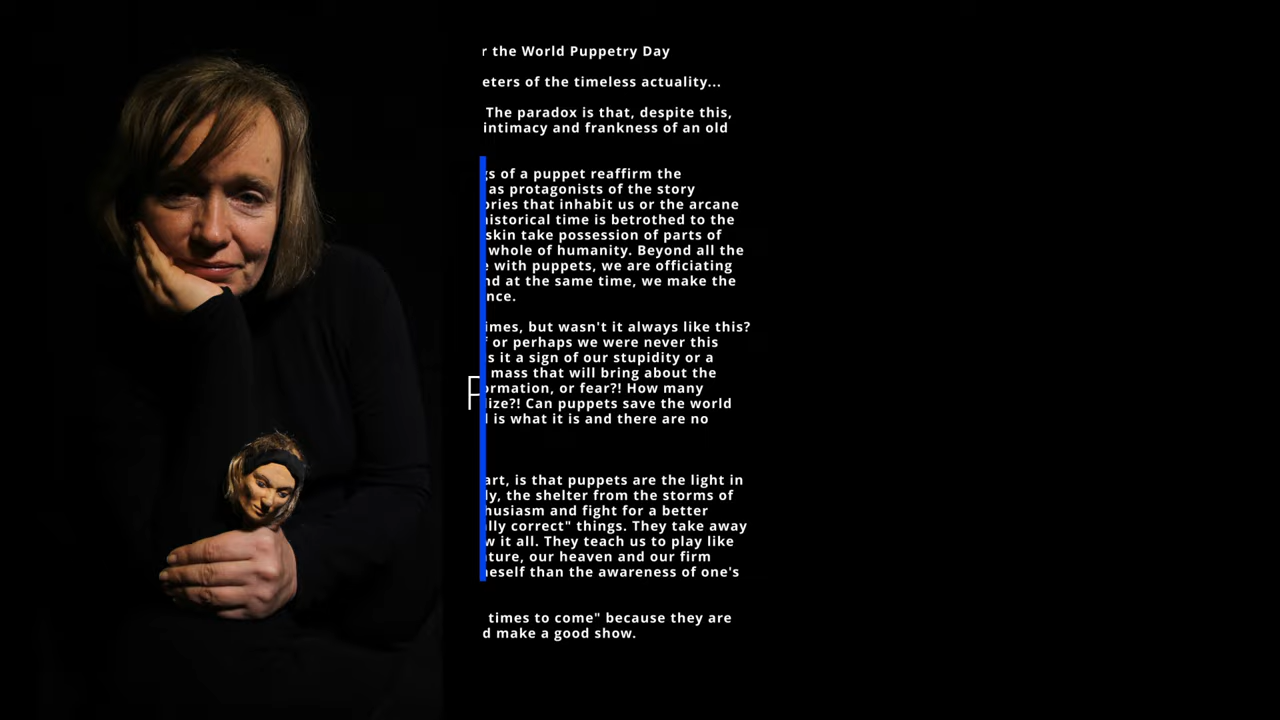 r the World Puppetry Day
eters of the timeless actuality...
The paradox is that, despite this,
intimacy and frankness of an old
gs of a puppet reaffirm the
as protagonists of the story
ories that inhabit us or the arcane
historical time is betrothed to the
skin take possession of parts of
whole of humanity. Beyond all the
e with puppets, we are officiating
nd at the same time, we make the
nce.
imes, but wasn't it always like this?
f or perhaps we were never this
s it a sign of our stupidity or a
mass that will bring about the
F
ormation, or fear?! How many
lize?! Can puppets save the world
l is what it is and there are no
art, is that puppets are the light in
ly, the shelter from the storms of
husiasm and fight for a better
lly correct" things. They take away
w it all. They teach us to play like
ture, our heaven and our firm
neself than the awareness of one's
times to come" because they are
d make a good show.